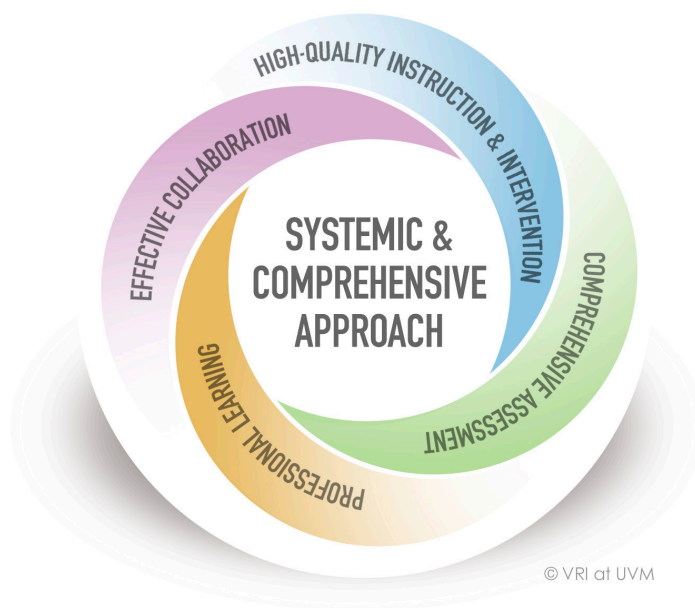 HIGH-QUALITY INSTRUCTION & INTERVENTION
EFFECTIVE COLLABORATION
SYSTEMIC &
COMPREHENSIVE
APPROACH
COMPREHENSIVE ASSESSMENT
PROFESSIONAL LEARNING
© VRI at UVM